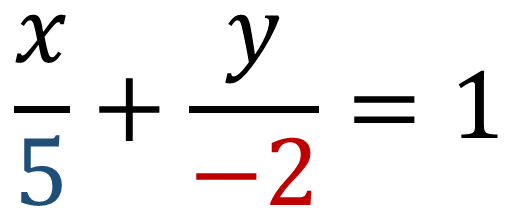 x/5 + y/−2 = 1